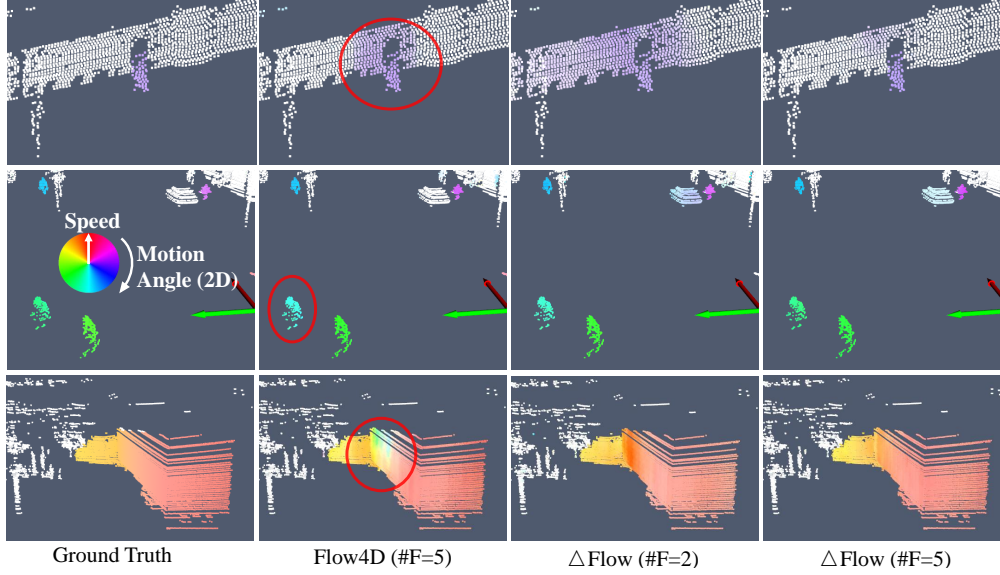 Speed
Motion
Angle (2D)
Ground Truth
Flow4D (#F=5)
△Flow (#F=2)
△Flow (#F=5)